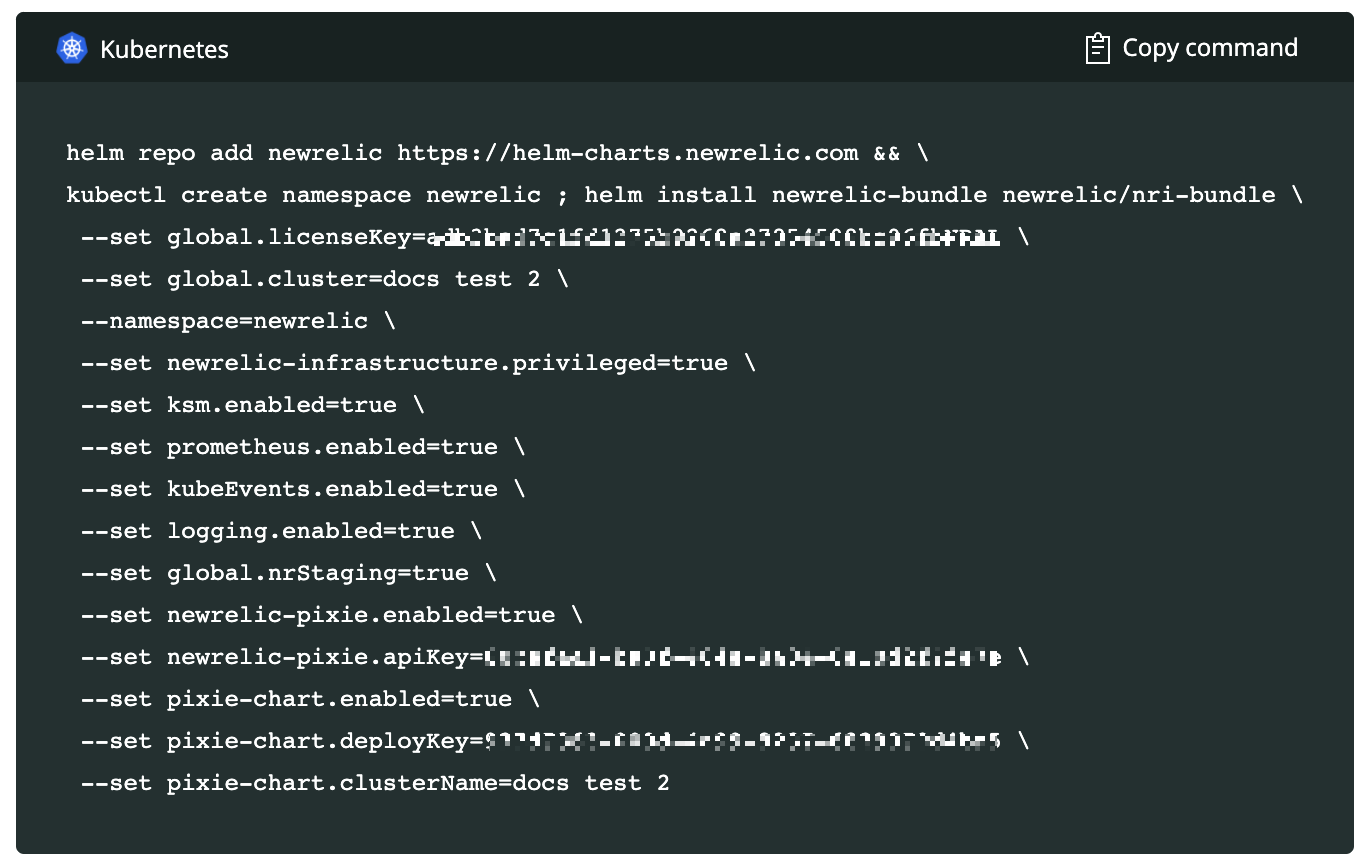 Kubernetes
Copy command
helm repo add newrelic https://helm-charts.newrelic.com && \
kubectl create namespace newrelic ; helm install newrelic-bundle newrelic/nri-bundle \
--set global.licenseKey= \
--set global.cluster=docs test 2 \
--namespace=newrelic \
--set newrelic-infrastructure.privileged=true \
--set ksm.enabled=true \
--set prometheus.enabled=true \
--set kubeEvents.enabled=true \
--set logging.enabled=true \
--set global.nrStaging=true \
--set newrelic-pixie.enabled=true \
--set newrelic-pixie.apiKey= \
--set pixie-chart.enabled=true \
--set pixie-chart.deployKey= \
--set pixie-chart.clusterName=docs test 2